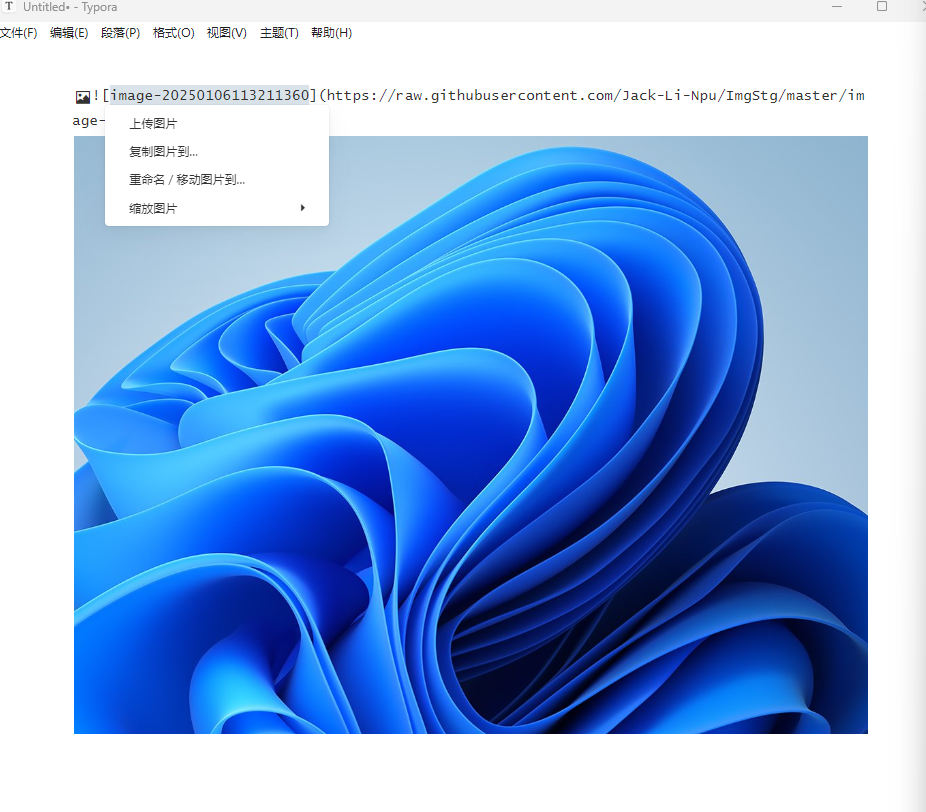 T Untitled• - Typora
文件(F) 编辑(E) 段落(P) 格式(O) 视图(V) 主题(T) 帮助(H)
![image-20250106113211360](https://raw.githubusercontent.com/Jack-Li-Npu/ImgStg/master/im
age-
上传图片
复制图片到...
重命名 / 移动图片到...
缩放图片